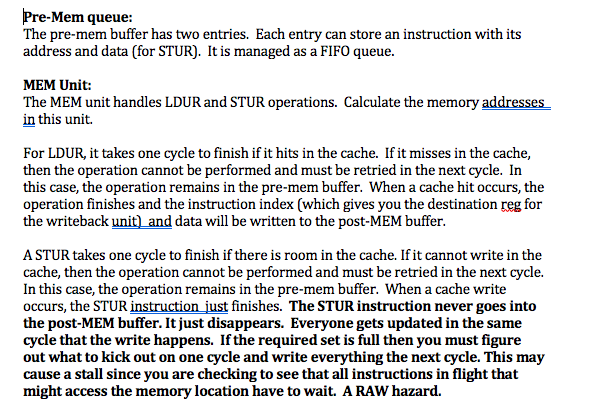 Pre-Mem queue:
The pre-mem buffer has two entries.  Each entry can store an instruction with its
address and data (for STUR).  It is managed as a FIFO queue.
MEM Unit:
The MEM unit handles LDUR and STUR operations.  Calculate the memory addresses
in this unit.
For LDUR, it takes one cycle to finish if it hits in the cache.  If it misses in the cache,
then the operation cannot be performed and must be retried in the next cycle.  In
this case, the operation remains in the pre-mem buffer.  When a cache hit occurs, the
operation finishes and the instruction index (which gives you the destination reg for
the writeback unit)  and data will be written to the post-MEM buffer.
A STUR takes one cycle to finish if there is room in the cache. If it cannot write in the
cache, then the operation cannot be performed and must be retried in the next cycle.
In this case, the operation remains in the pre-mem buffer.  When a cache write
occurs, the STUR instruction just finishes.  The STUR instruction never goes into
the post-MEM buffer. It just disappears.  Everyone gets updated in the same
cycle that the write happens.  If the required set is full then you must figure
out what to kick out on one cycle and write everything the next cycle. This may
cause a stall since you are checking to see that all instructions in flight that
might access the memory location have to wait.  A RAW hazard.